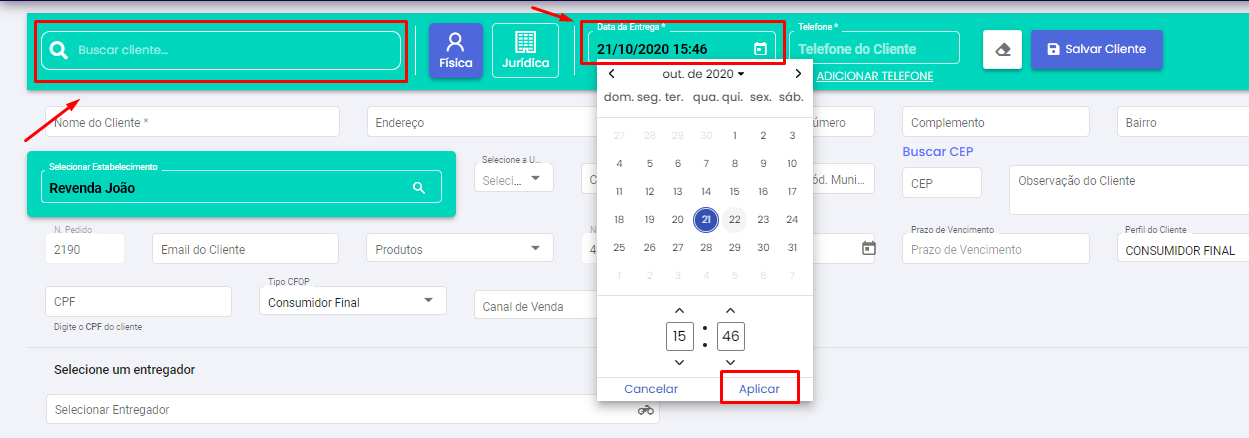 Buscar cliente...
Física
Jurídica
Data da Entrega *
21/10/2020 15:46
Telefone *
Telefone do Cliente
ADICIONAR TELEFONE
Salvar Cliente
out. de 2020
dom. seg. ter. qua. qui. sex. sáb.
27 28 29 30 1 2 3
4 5 6 7 8 9 10
11 12 13 14 15 16 17
18 19 20 21 22 23 24
25 26 27 28 29 30 31
1 2 3 4 5 6 7
15 : 46
Cancelar Aplicar
Nome do Cliente *
Endereço
úmero
Complemento
Bairro
Selecionar Estabelecimento
Revenda João
Selecione a U...
Seleci...
C
ód. Muni...
Buscar CEP
CEP
Observação do Cliente
N. Pedido
2190
Email do Cliente
Produtos
N
4
Prazo de Vencimento
Prazo de Vencimento
Perfil do Cliente
CONSUMIDOR FINAL
CPF
Digite o CPF do cliente
Tipo CFOP
Consumidor Final
Canal de Venda
Selecione um entregador
Selecionar Entregador